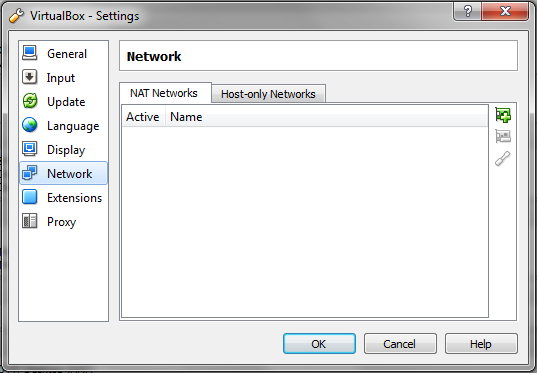 VirtualBox - Settings
General
Input
Update
Language
Display
Network
Extensions
Proxy
Network
NAT Networks Host-only Networks
Active Name
OK Cancel Help